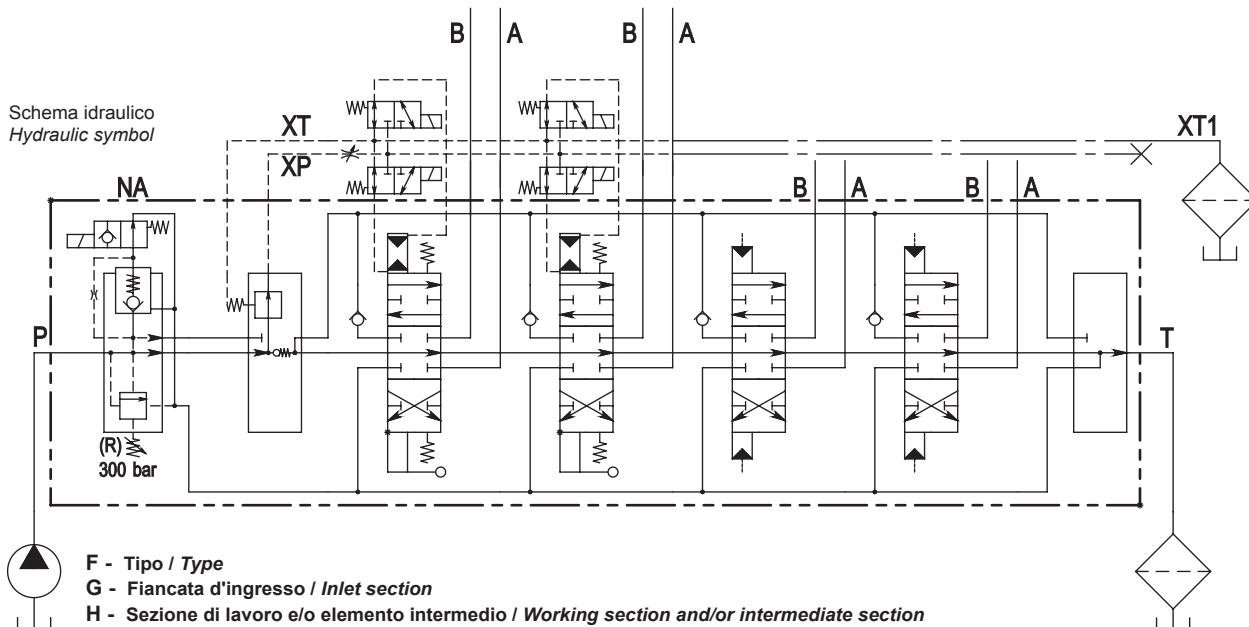 B A B A
Schema idraulico
Hydraulic symbol
XT
XT1
XP
NA
B A B A
P
T
(R)
300 bar
F - Tipo / Type
G - Fiancata d'ingresso / Inlet section
H - Sezione di lavoro e/o elemento intermedio / Working section and/or intermediate section